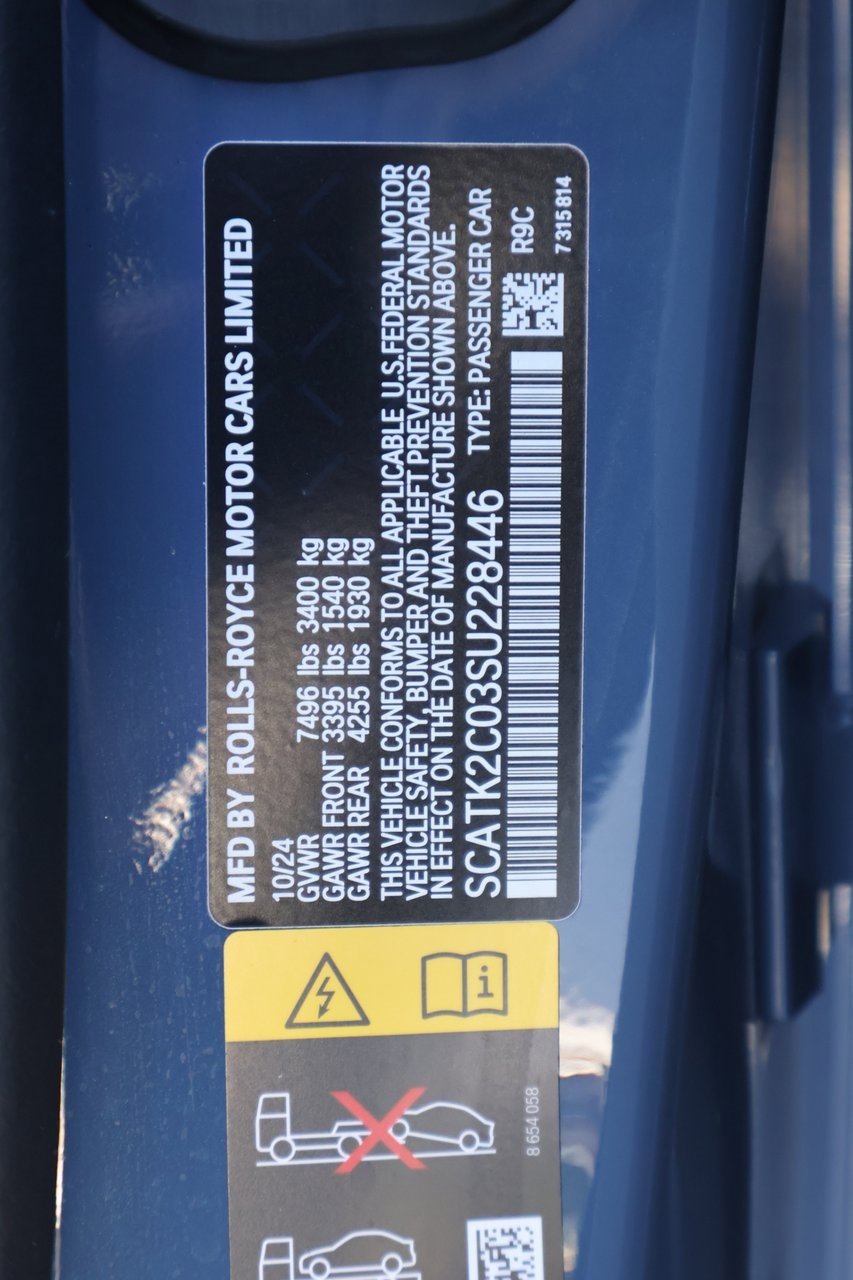 MFD BY ROLLS-ROYCE MOTOR CARS LIMITED
10/24
GVWR 7496 lbs 3400 kg
GAWR FRONT 3395 lbs 1540 kg
GAWR REAR 4255 lbs 1930 kg
THIS VEHICLE CONFORMS TO ALL APPLICABLE U.S.FEDERAL MOTOR
VEHICLE SAFETY, BUMPER AND THEFT PREVENTION STANDARDS
IN EFFECT ON THE DATE OF MANUFACTURE SHOWN ABOVE.
SCATK2C03SU228446 TYPE: PASSENGER CAR
R9C
7315814
8 654 058